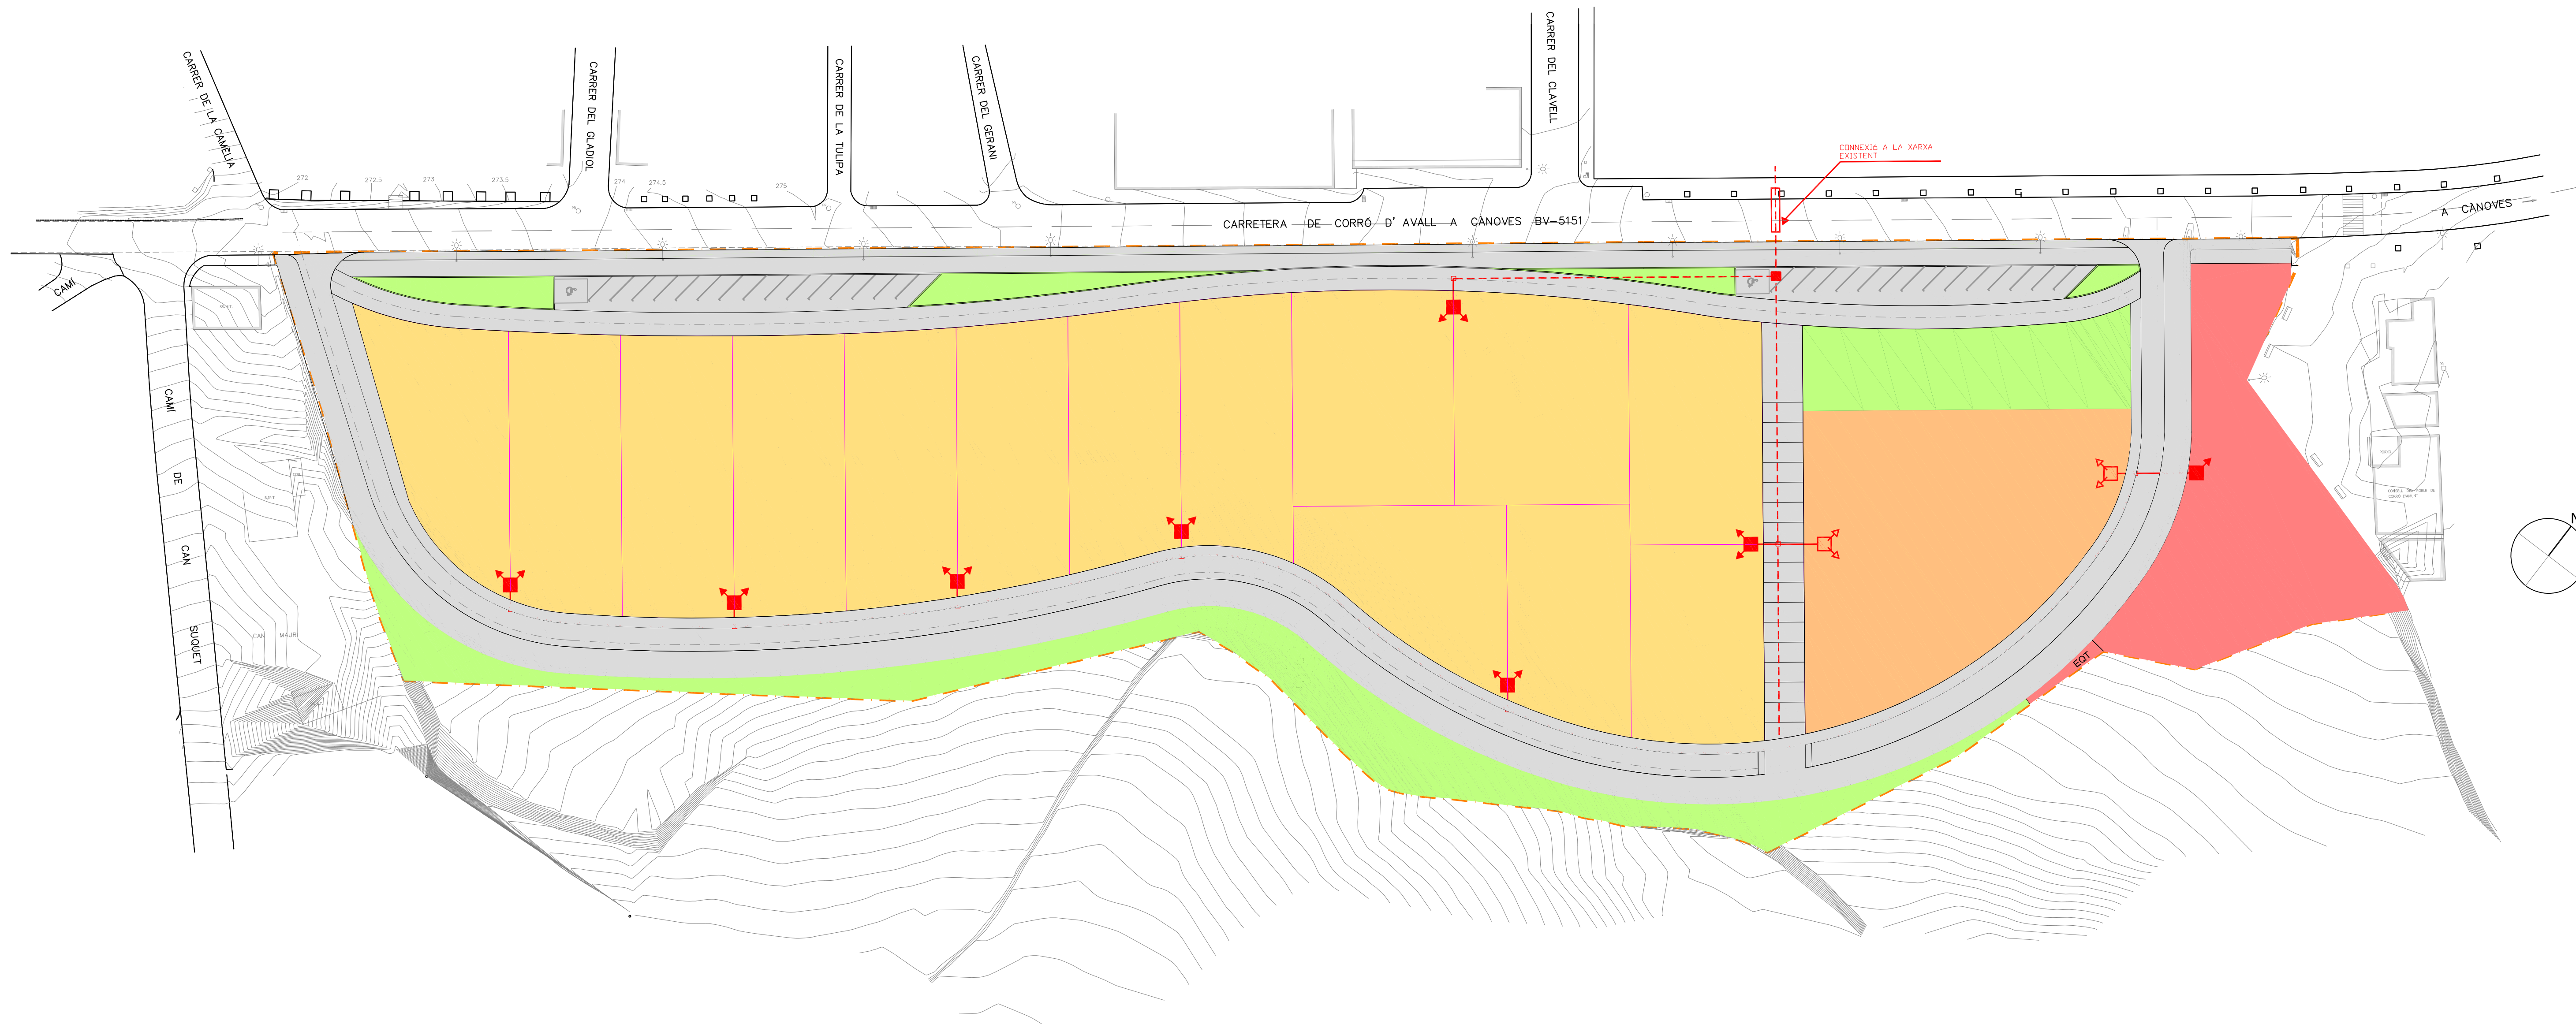 CARRER DE LA CAMÈLIA
CARRER DEL GLADIOL
CARRER DE LA TULIPA
CARRER DEL GERANI
CARRER DEL CLAVELL
CONNEXIó A LA XARXA
EXISTENT
272
272.5
273
273.5
274
274.5
275
CARRETERA DE CORRÓ D' AVALL A CÀNOVES BV-5151
A CÀNOVES
CAMÍ
CAMÍ DE CAN SUQUET
CAN MAURI
EQT
N